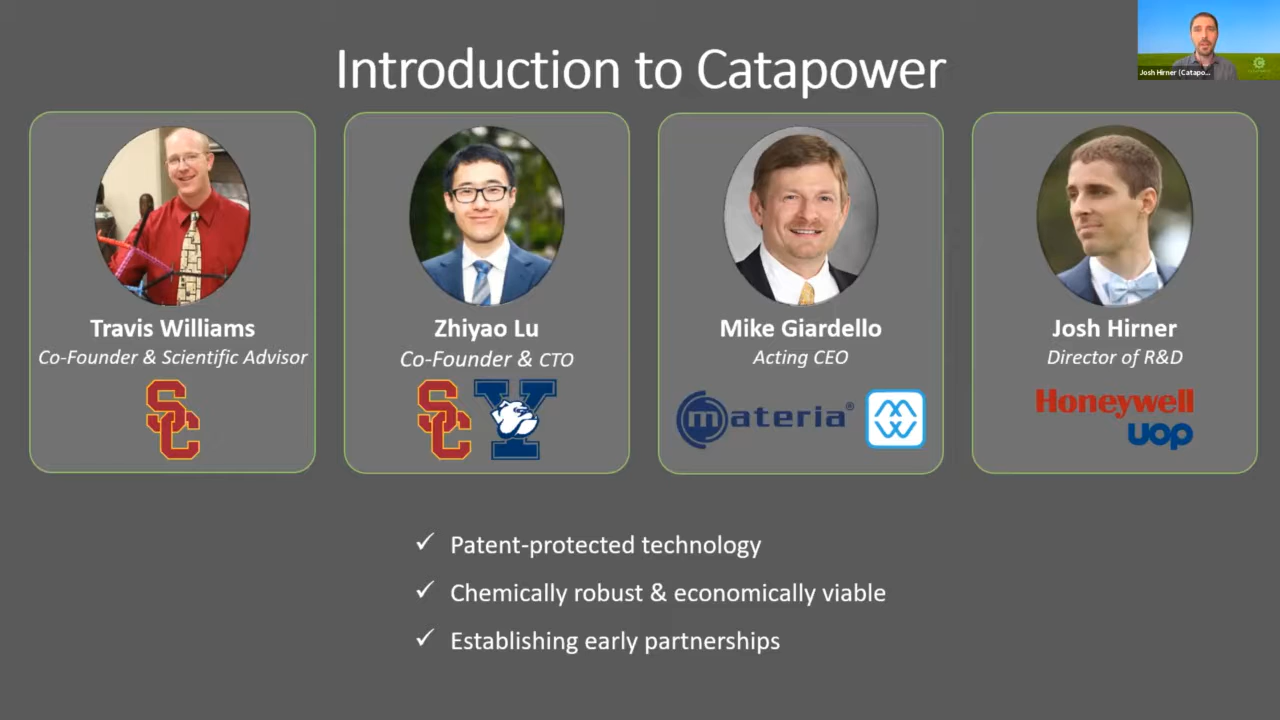 Introduction to Catapower
Josh Hirner (Catapo...
Travis Williams
Co-Founder & Scientific Advisor
SC
Zhiyao Lu
Co-Founder & CTO
SC Y
Mike Giardello
Acting CEO
materia®
Josh Hirner
Director of R&D
Honeywell
uop
✓ Patent-protected technology
✓ Chemically robust & economically viable
✓ Establishing early partnerships